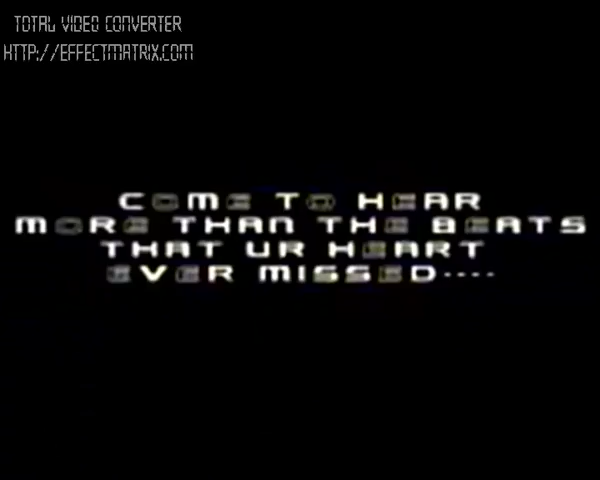 TOTAL VIDEO CONVERTER
HTTP://EFFECTMATRIX.COM
COME TO HEAR
MORE THAN THE BEATS
THAT UR HEART
EVER MISSED----